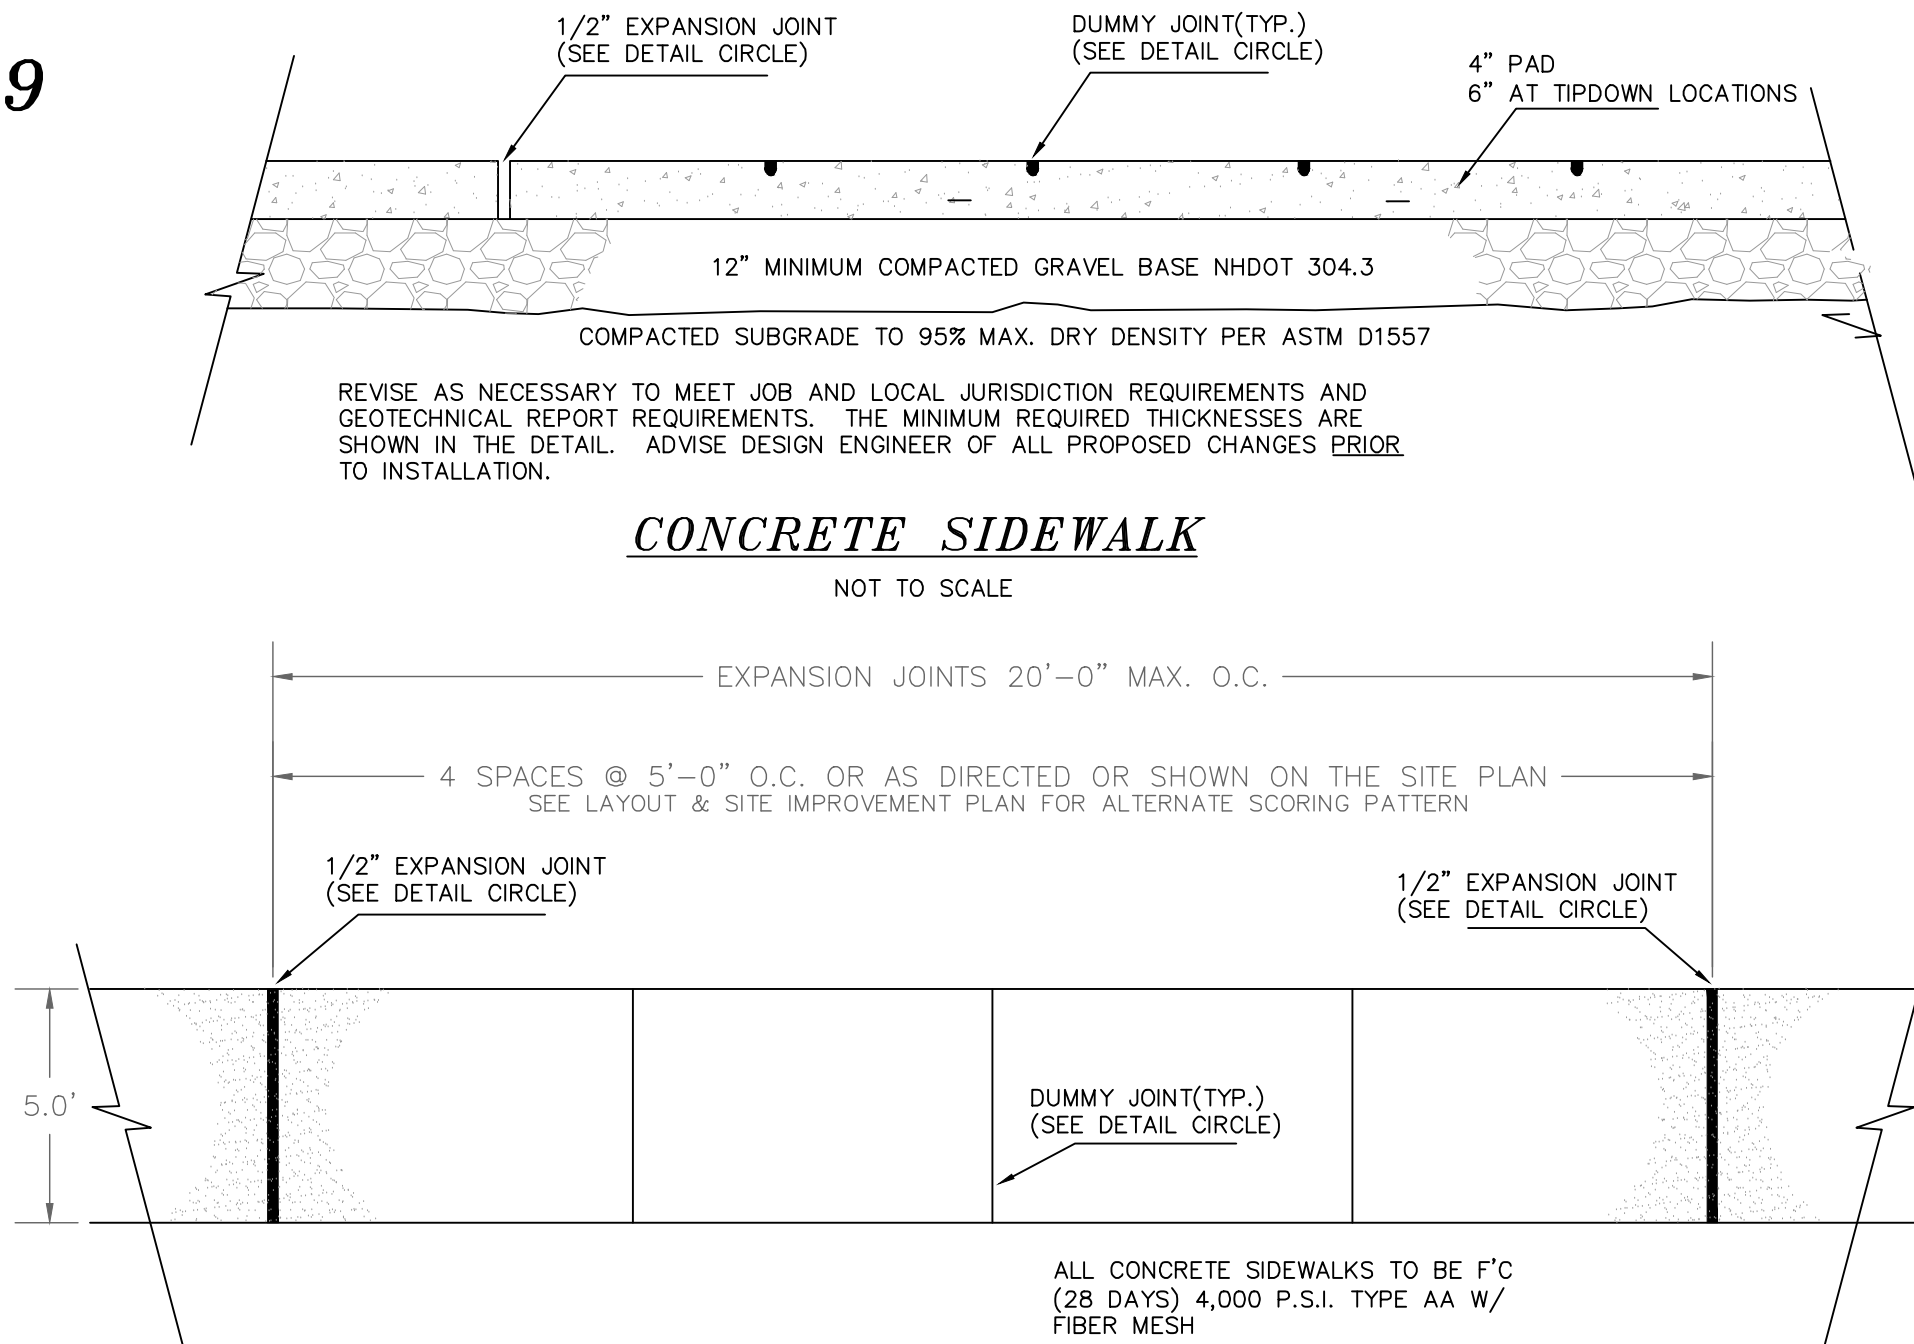 9
1/2" EXPANSION JOINT
(SEE DETAIL CIRCLE)
DUMMY JOINT(TYP.)
(SEE DETAIL CIRCLE)
4" PAD
6" AT TIPDOWN LOCATIONS
12" MINIMUM COMPACTED GRAVEL BASE NHDOT 304.3
COMPACTED SUBGRADE TO 95% MAX. DRY DENSITY PER ASTM D1557
REVISE AS NECESSARY TO MEET JOB AND LOCAL JURISDICTION REQUIREMENTS AND
GEOTECHNICAL REPORT REQUIREMENTS. THE MINIMUM REQUIRED THICKNESSES ARE
SHOWN IN THE DETAIL. ADVISE DESIGN ENGINEER OF ALL PROPOSED CHANGES PRIOR
TO INSTALLATION.
CONCRETE SIDEWALK
NOT TO SCALE
EXPANSION JOINTS 20'-0" MAX. O.C.
4 SPACES @ 5'-0" O.C. OR AS DIRECTED OR SHOWN ON THE SITE PLAN
SEE LAYOUT & SITE IMPROVEMENT PLAN FOR ALTERNATE SCORING PATTERN
1/2" EXPANSION JOINT
(SEE DETAIL CIRCLE)
1/2" EXPANSION JOINT
(SEE DETAIL CIRCLE)
5.0'
DUMMY JOINT(TYP.)
(SEE DETAIL CIRCLE)
ALL CONCRETE SIDEWALKS TO BE F'C
(28 DAYS) 4,000 P.S.I. TYPE AA W/
FIBER MESH